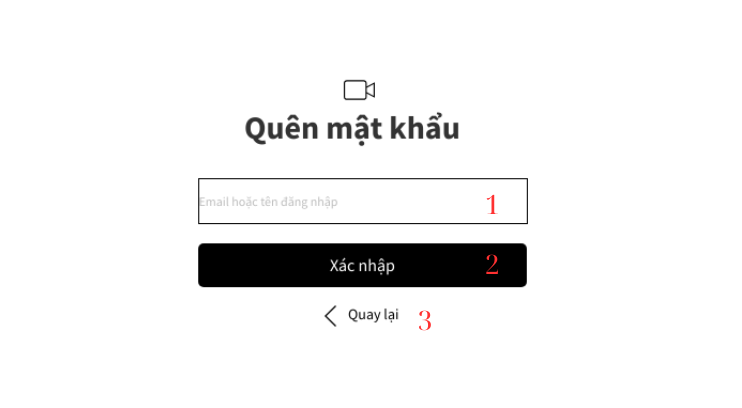 Quên mật khẩu
Email hoặc tên đăng nhập 1
Xác nhập 2
Quay lại 3